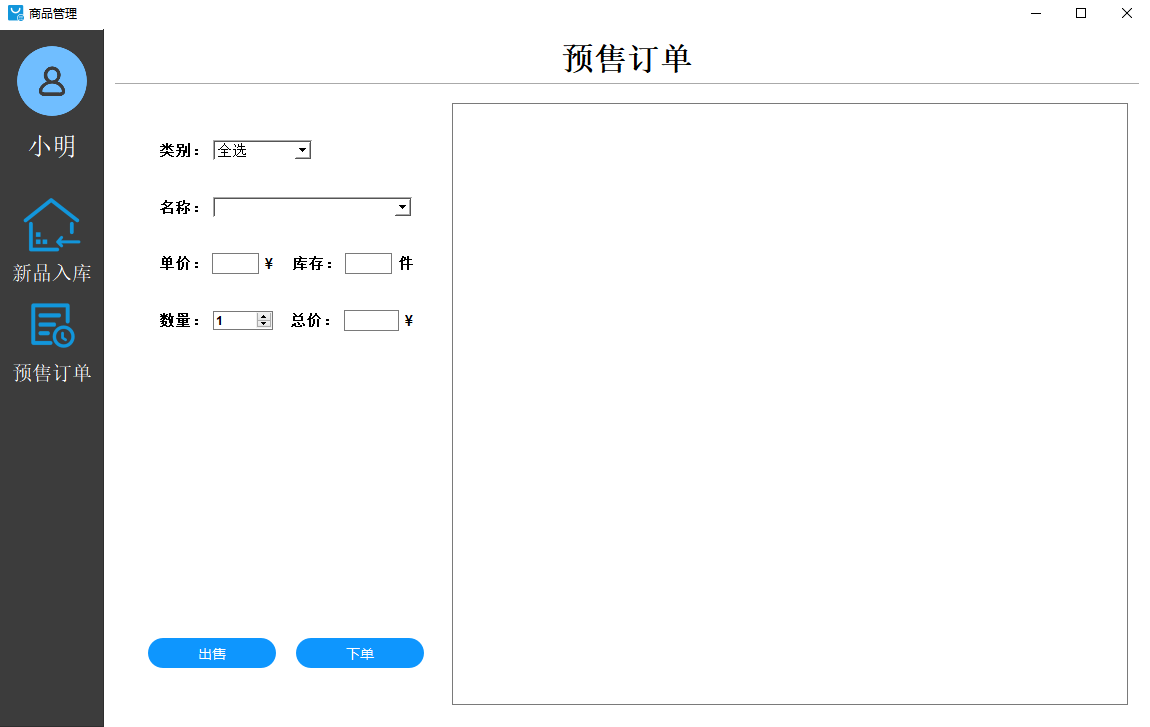 商品管理
小明
新品入库
预售订单
预售订单
类别： 全选
名称：
单价： ¥ 库存： 件
数量： 1 总价： ¥
出售 下单